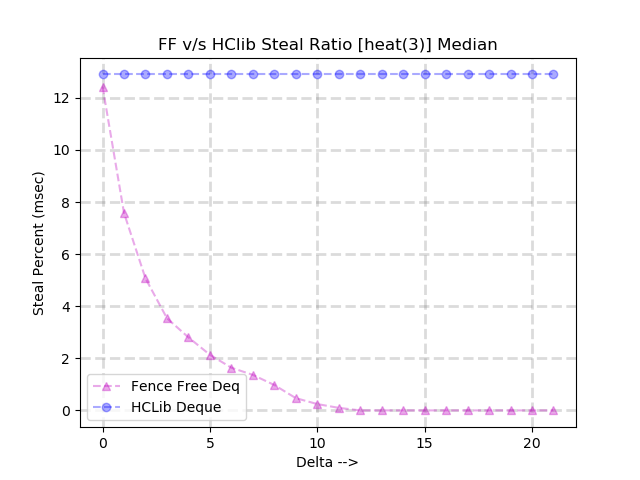 FF v/s HClib Steal Ratio [heat(3)] Median
12
10
8
6
4
2
0
Steal Percent (msec)
Fence Free Deq
HCLib Deque
0 5 10 15 20
Delta -->